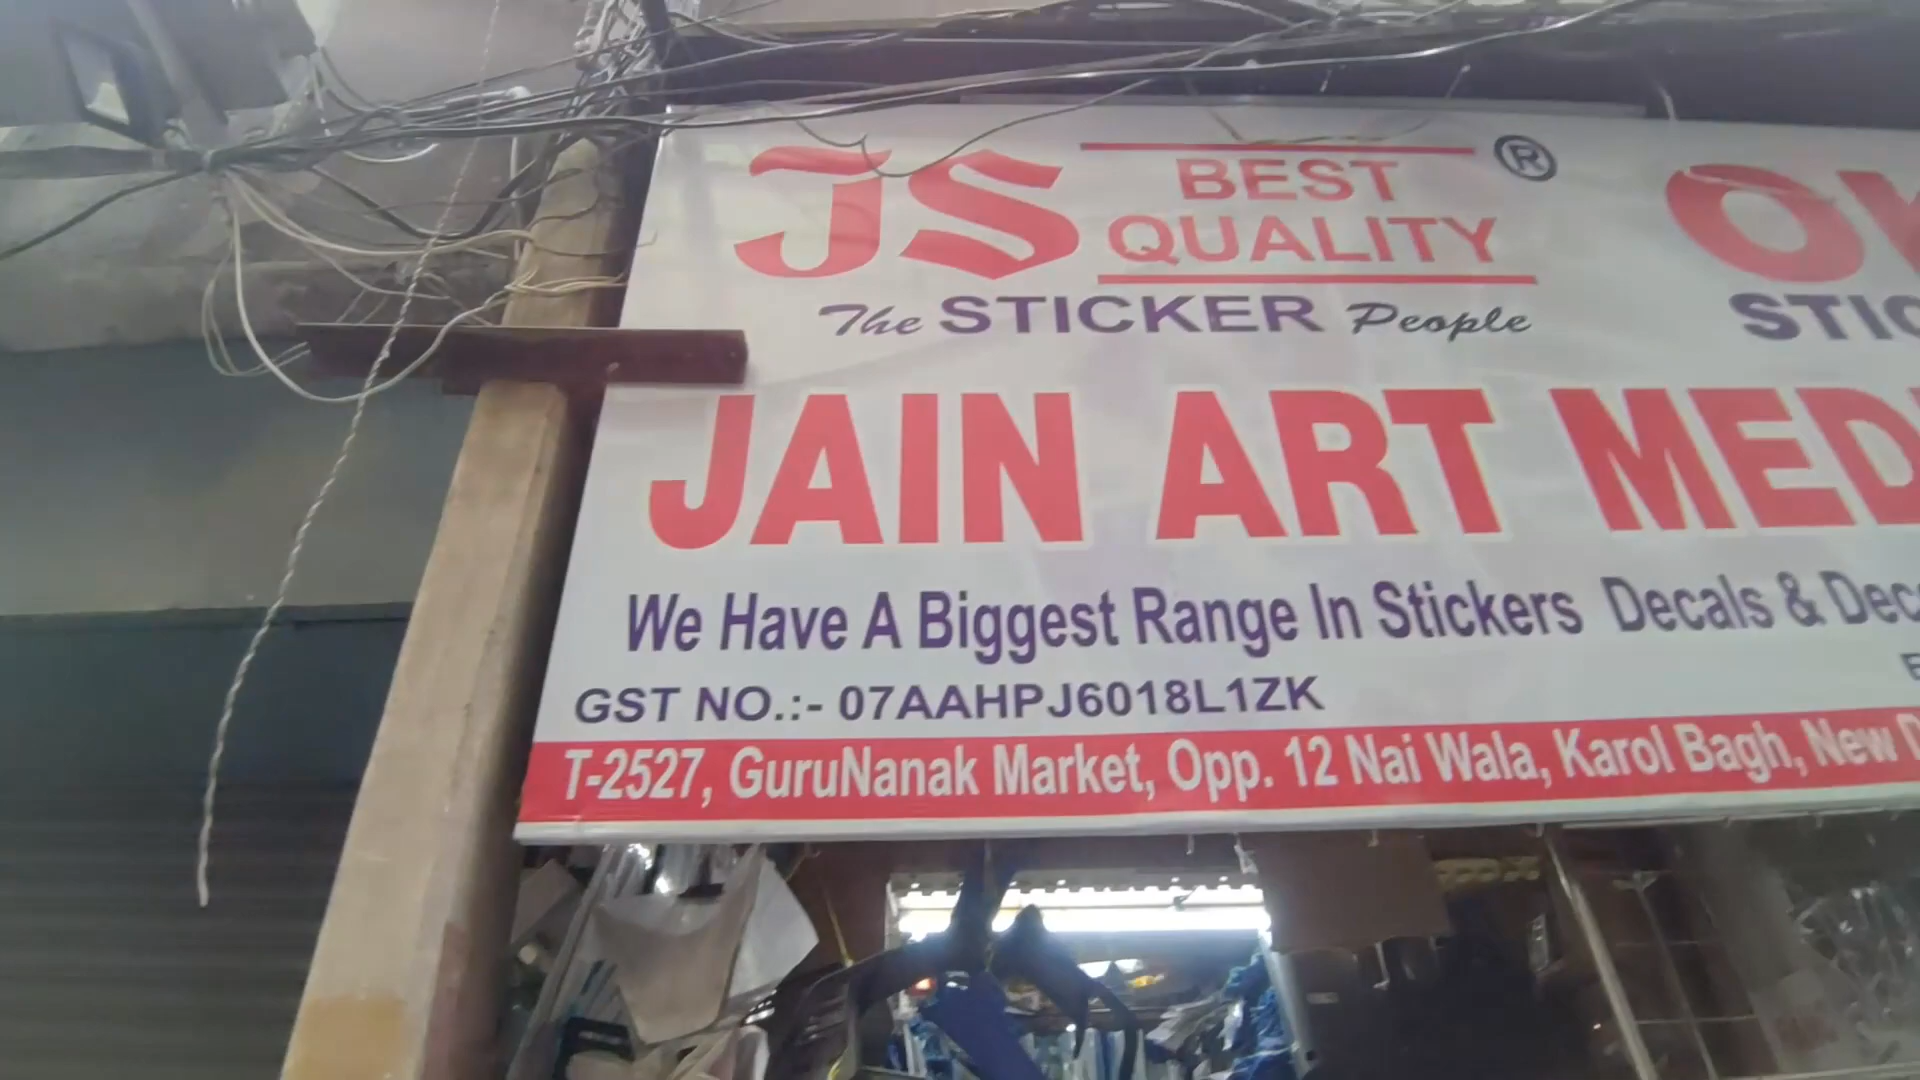 JS BEST QUALITY ®
The STICKER People
JAIN ART
We Have A Biggest Range In Stickers Decals &
GST NO.:- 07AAHPJ6018L1ZK
T-2527, GuruNanak Market, Opp. 12 Nai Wala, Karol Bagh, New